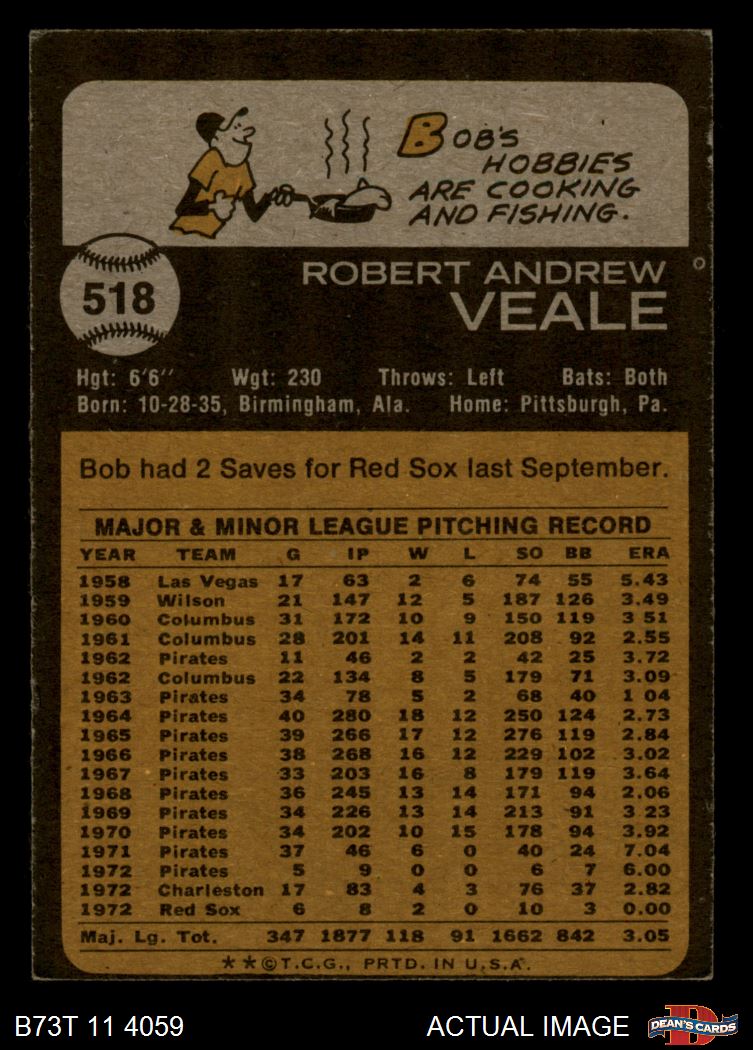 BOB'S
HOBBIES
ARE COOKING
AND FISHING.
518
ROBERT ANDREW
VEALE
Hgt: 6'6'' Wgt: 230 Throws: Left Bats: Both
Born: 10-28-35, Birmingham, Ala. Home: Pittsburgh, Pa.
Bob had 2 Saves for Red Sox last September.
MAJOR & MINOR LEAGUE PITCHING RECORD
YEAR TEAM G IP W L SO BB ERA
1958 Las Vegas 17 63 2 6 74 55 5.43
1959 Wilson 21 147 12 5 187 126 3.49
1960 Columbus 31 172 10 9 150 119 3 51
1961 Columbus 28 201 14 11 208 92 2.55
1962 Pirates 11 46 2 2 42 25 3.72
1962 Columbus 22 134 8 5 179 71 3.09
1963 Pirates 34 78 5 2 68 40 1 04
1964 Pirates 40 280 18 12 250 124 2.73
1965 Pirates 39 266 17 12 276 119 2.84
1966 Pirates 38 268 16 12 229 102 3.02
1967 Pirates 33 203 16 8 179 119 3.64
1968 Pirates 36 245 13 14 171 94 2.06
1969 Pirates 34 226 13 14 213 91 3.23
1970 Pirates 34 202 10 15 178 94 3.92
1971 Pirates 37 46 6 0 40 24 7.04
1972 Pirates 5 9 0 0 6 7 6.00
1972 Charleston 17 83 4 3 76 37 2.82
1972 Red Sox 6 8 2 0 10 3 0.00
Maj. Lg. Tot. 347 1877 118 91 1662 842 3.05
**©T.C.G., PRTD. IN U.S.A.
B73T 11 4059 ACTUAL IMAGE
D
DEAN'S CARDS